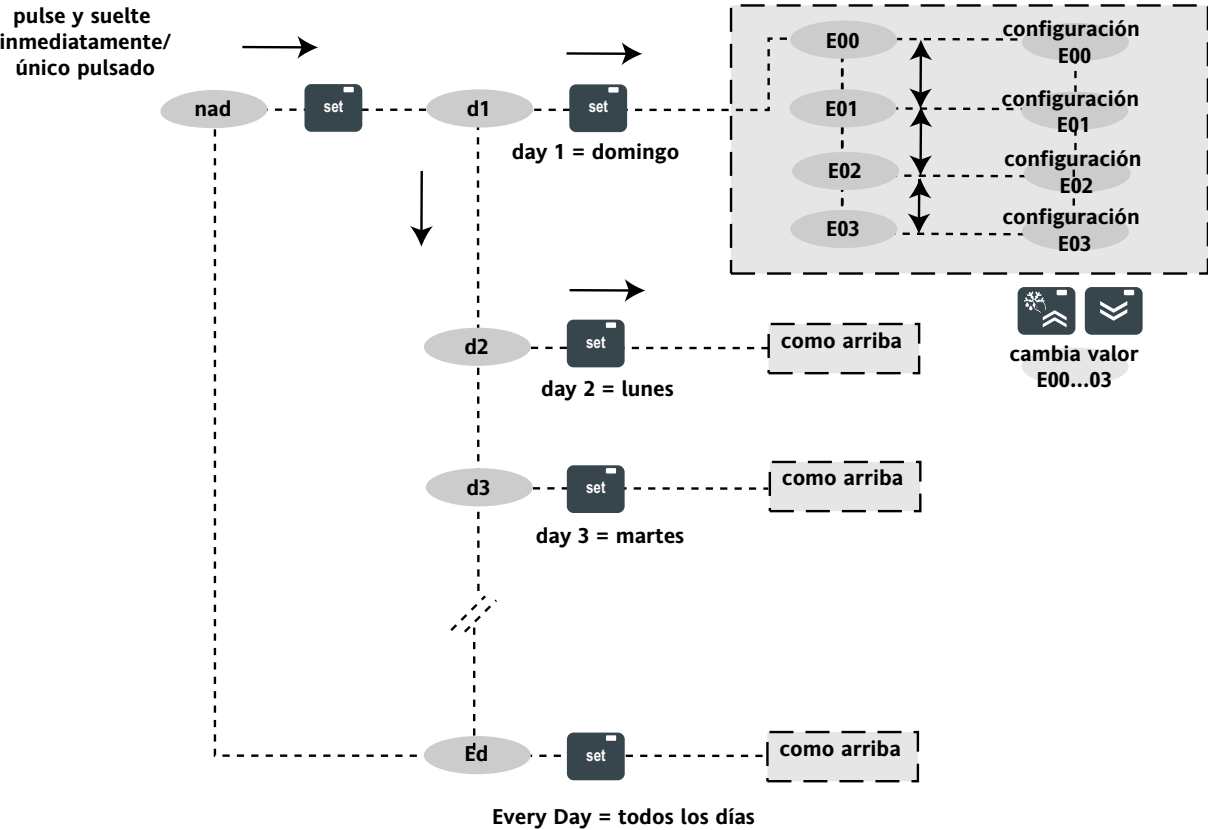 pulse y suelte
inmediatamente/
único pulsado
nad
set
d1
set
day 1 = domingo
E00
configuración
E00
E01
configuración
E01
E02
configuración
E02
E03
configuración
E03
cambia valor
E00...03
d2
set
como arriba
day 2 = lunes
d3
set
como arriba
day 3 = martes
Ed
set
como arriba
Every Day = todos los días